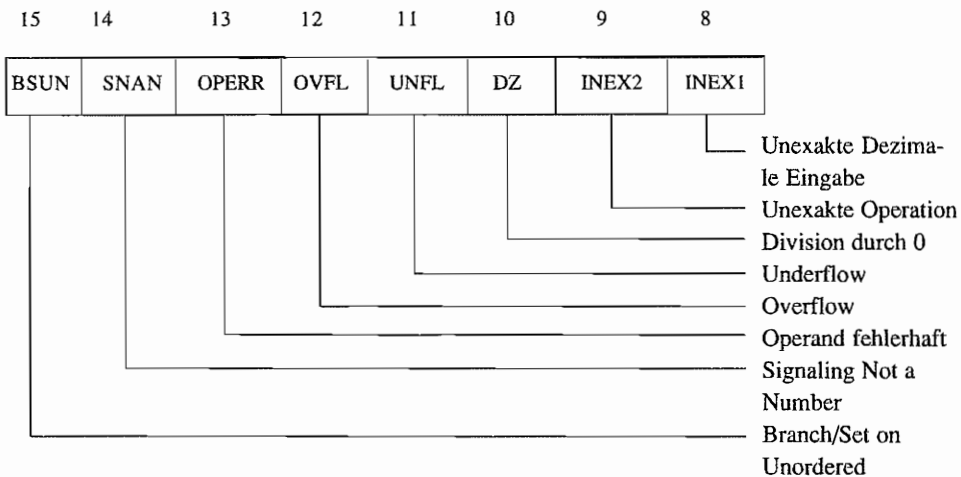 15 14 13 12 11 10 9 8
BSUN SNAN OPERR OVFL UNFL DZ INEX2 INEX1
Unexakte Dezima-
le Eingabe
Unexakte Operation
Division durch 0
Underflow
Overflow
Operand fehlerhaft
Signaling Not a
Number
Branch/Set on
Unordered